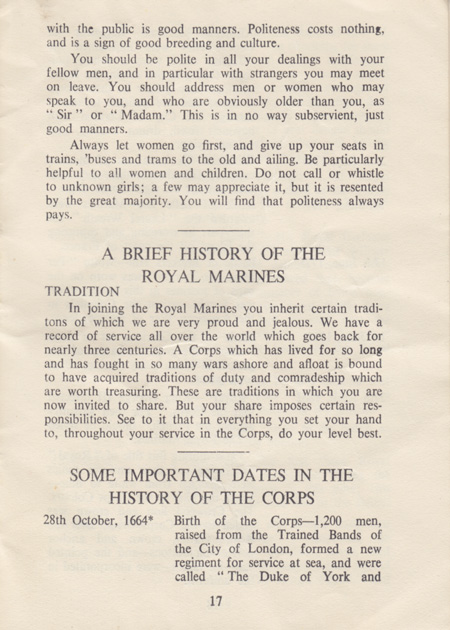 with the public is good manners. Politeness costs nothing,
and is a sign of good breeding and culture.
You should be polite in all your dealings with your
fellow men, and in particular with strangers you may meet
on leave. You should address men or women who may
speak to you, and who are obviously older than you, as
“ Sir ” or “ Madam.” This is in no way subservient, just
good manners.
Always let women go first, and give up your seats in
trains, 'buses and trams to the old and ailing. Be particularly
helpful to all women and children. Do not call or whistle
to unknown girls; a few may appreciate it, but it is resented
by the great majority. You will find that politeness always
pays.
A BRIEF HISTORY OF THE
ROYAL MARINES
TRADITION
In joining the Royal Marines you inherit certain tradi-
tons of which we are very proud and jealous. We have a
record of service all over the world which goes back for
nearly three centuries. A Corps which has lived for so long
and has fought in so many wars ashore and afloat is bound
to have acquired traditions of duty and comradeship which
are worth treasuring. These are traditions in which you are
now invited to share. But your share imposes certain res-
ponsibilities. See to it that in everything you set your hand
to, throughout your service in the Corps, do your level best.
SOME IMPORTANT DATES IN THE
HISTORY OF THE CORPS
28th October, 1664* Birth of the Corps—1,200 men,
raised from the Trained Bands of
the City of London, formed a new
regiment for service at sea, and were
called “ The Duke of York and
17